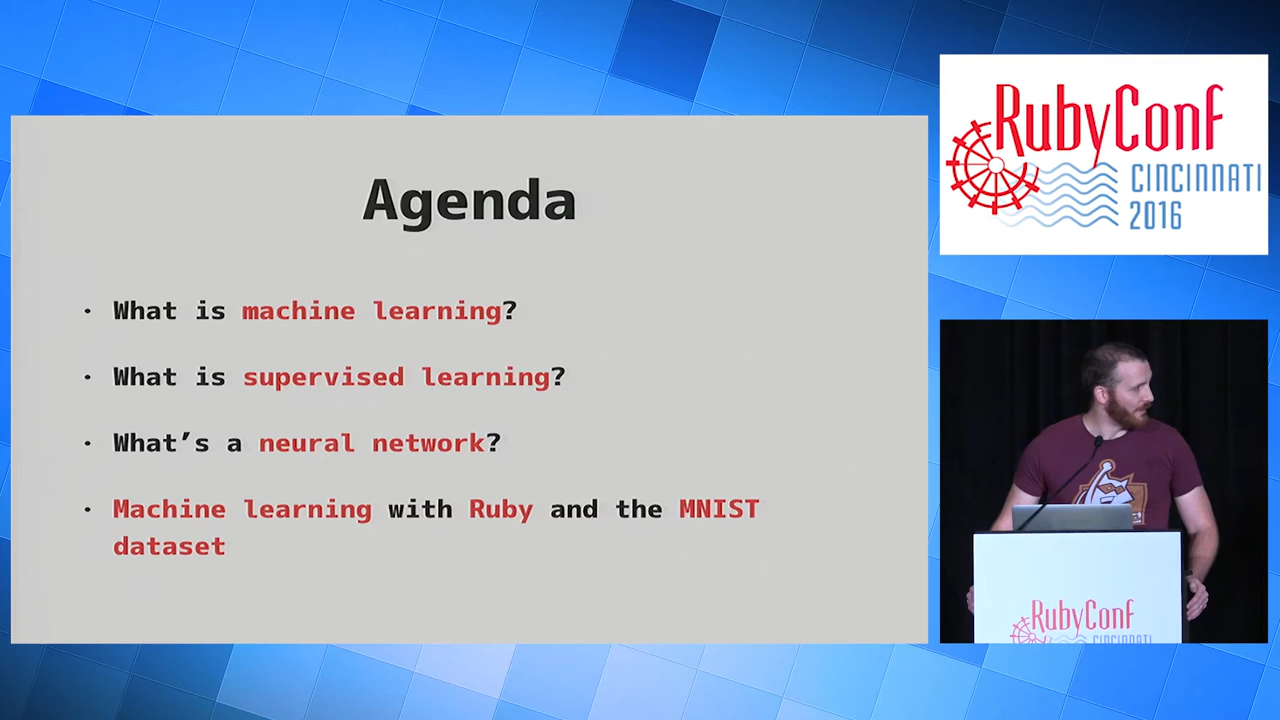 Agenda
• What is machine learning?
• What is supervised learning?
• What's a neural network?
• Machine learning with Ruby and the MNIST
dataset
RubyConf
CINCINNATI
2016
RubyConf
CINCINNATI